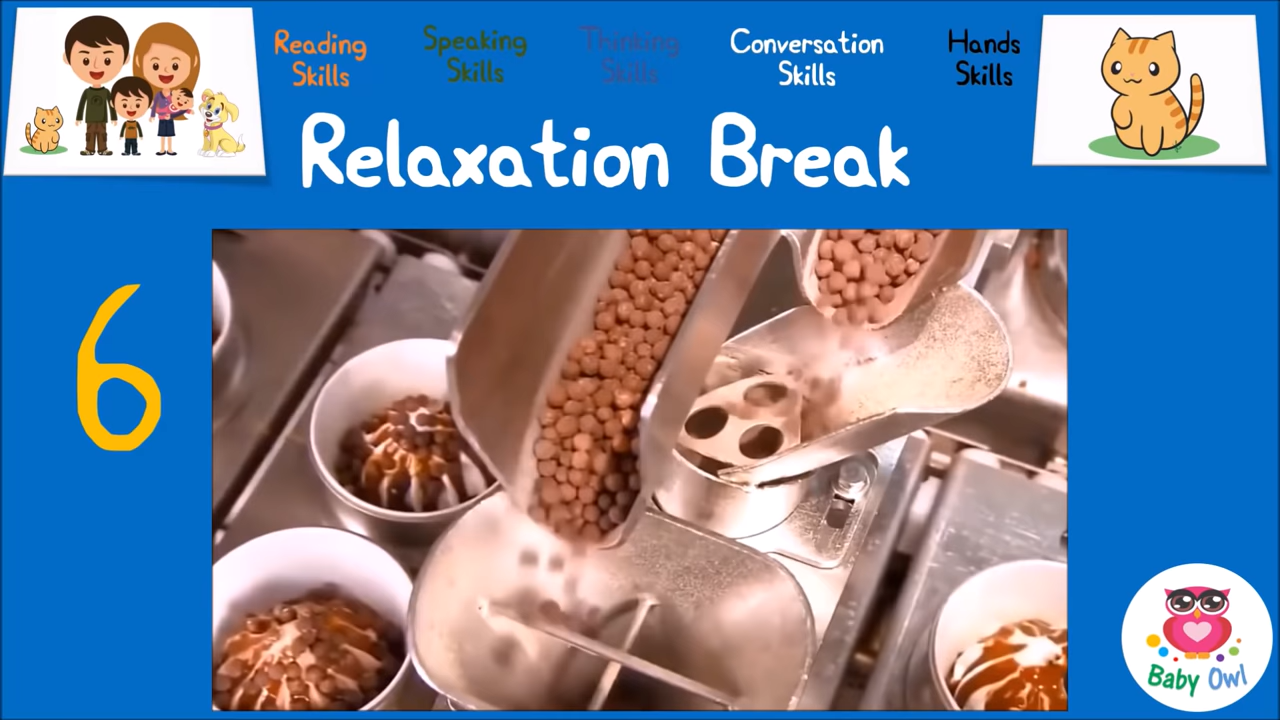 Reading
Skills
Speaking
Skills
Thinking
Skills
Conversation
Skills
Hands
Skills
Relaxation Break
6
Baby Owl